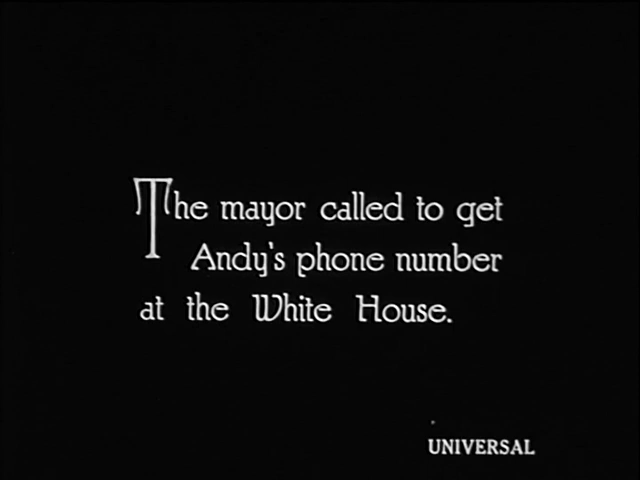 The mayor called to get
Andy's phone number
at the White House.
UNIVERSAL